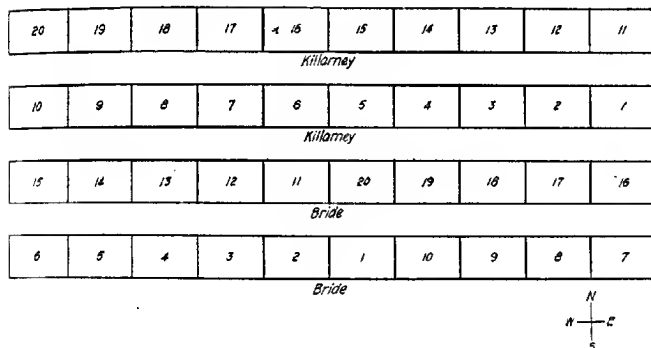 20 19 18 17 16 15 14 13 12 11
Killarney
10 9 8 7 6 5 4 3 2 1
Killarney
15 14 13 12 11 20 19 18 17 16
Bride
6 5 4 3 2 1 10 9 8 7
Bride
N
W E
S